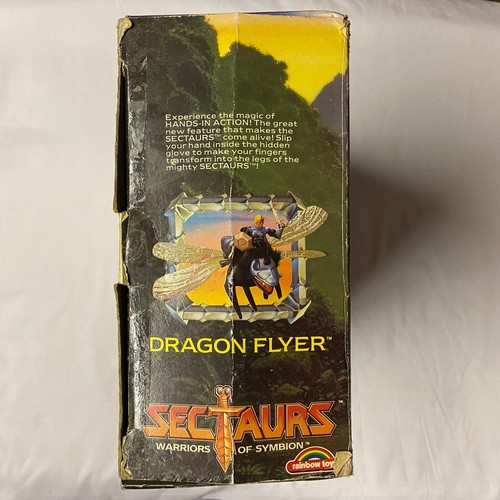 Experience the magic of
HANDS-IN ACTION! The great
new feature that makes the
SECTAURS™ come alive! Slip
your hand inside the hidden
glove to make your fingers
transform into the legs of the
mighty SECTAURS™!
DRAGON FLYER™
SECTAURS™
WARRIORS OF SYMBION™
rainbow toy